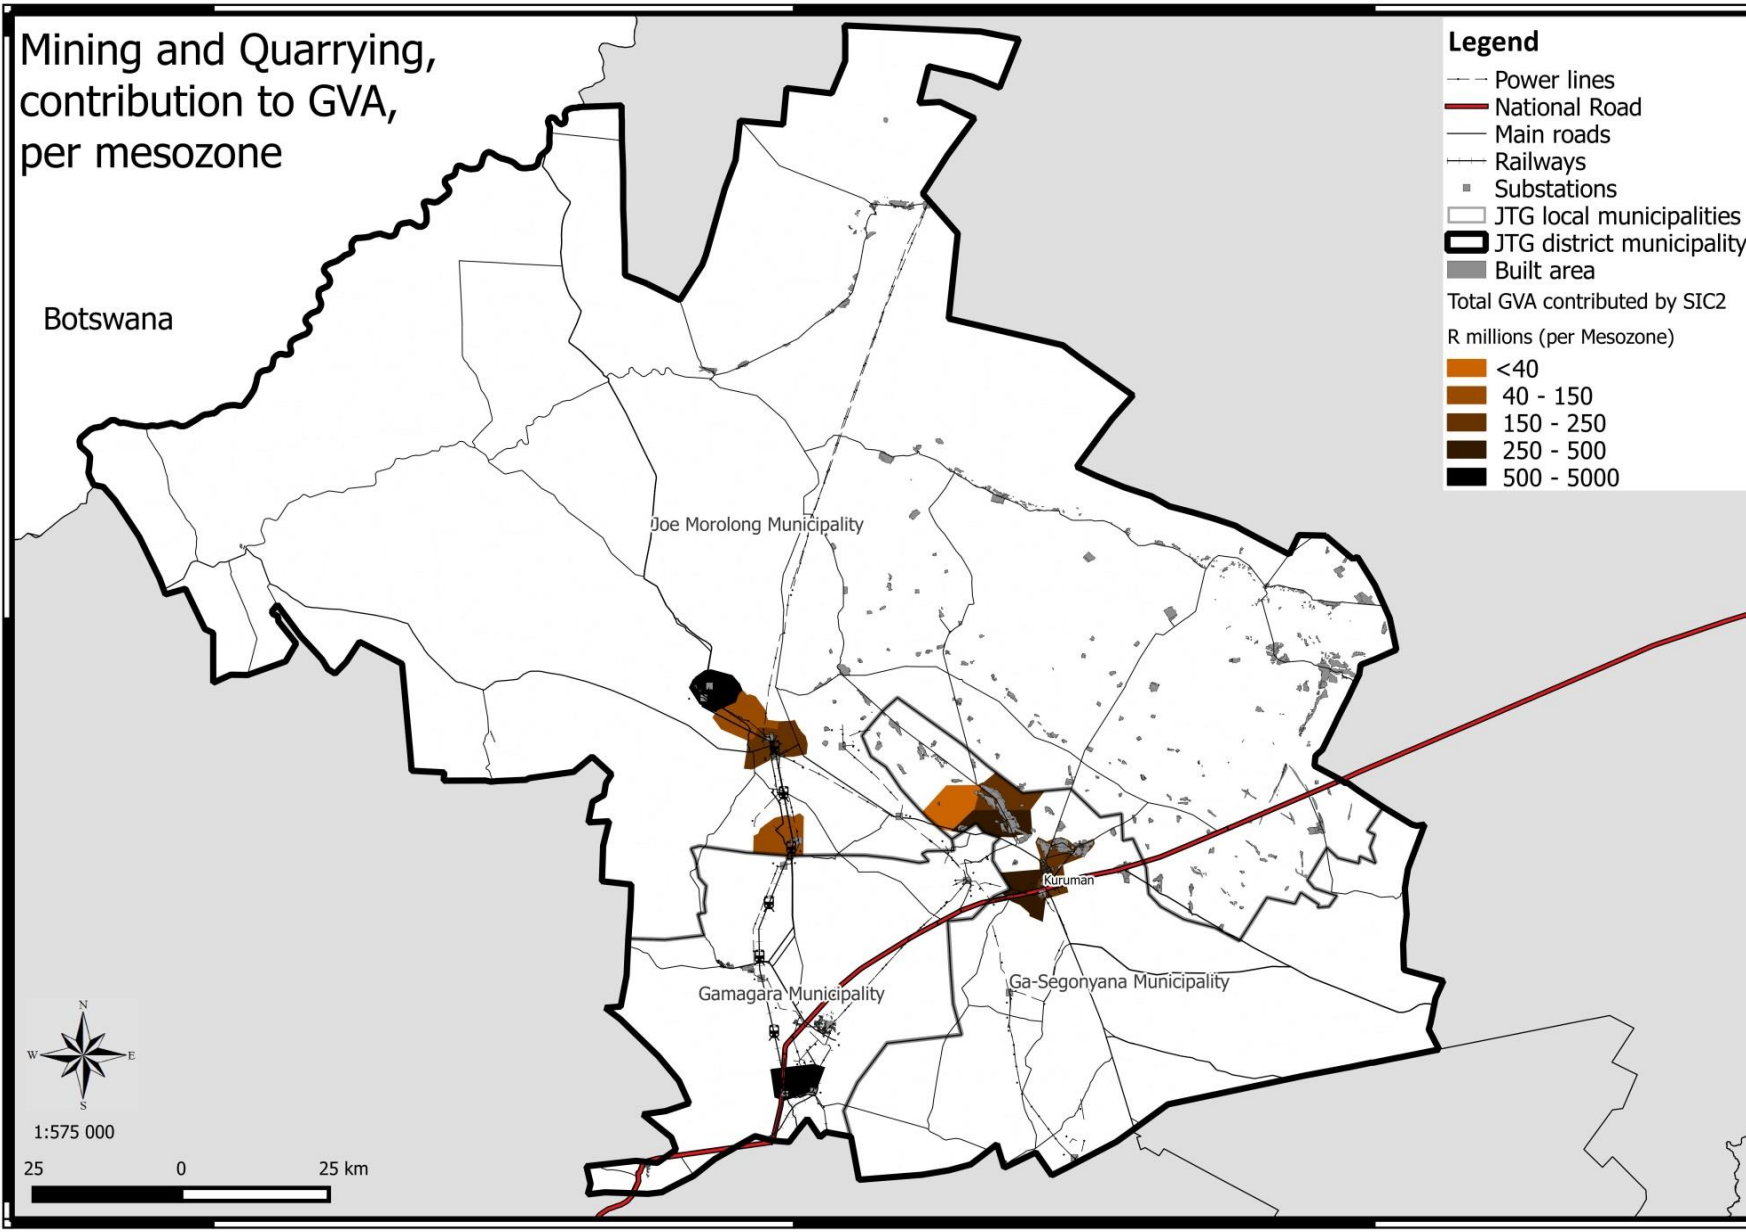 Mining and Quarrying,
contribution to GVA,
per mesozone
Legend
Power lines
National Road
Main roads
Railways
Substations
JTG local municipalities
JTG district municipality
Built area
Total GVA contributed by SIC2
R millions (per Mesozone)
<40
40 - 150
150 - 250
250 - 500
500 - 5000
Botswana
Joe Morolong Municipality
Kuruman
Ga-Segonyana Municipality
Gamagara Municipality
N
W E
S
1:575 000
25 0 25 km